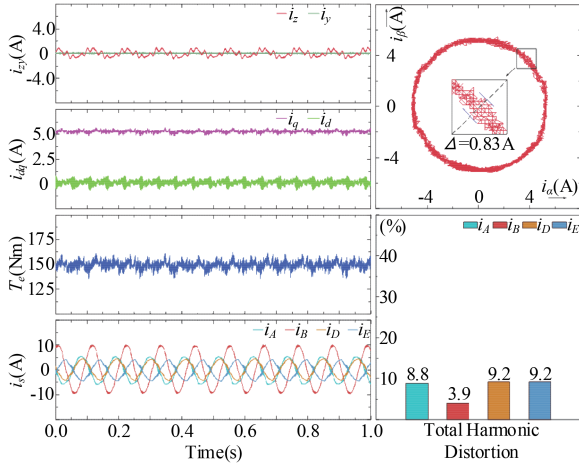 i_z i_y
i_zy(A)
4.0
0
-4.0
i_q i_d
i_dq(A)
5.0
0
T_e(Nm)
175
150
125
i_A i_B i_D i_E
i_s(A)
10
0
-10
0.0 0.2 0.4 0.6 0.8 1.0
Time(s)
i_β(A)
4
0
-4
Δ=0.83A
-4 0 4
i_α(A)
(%)
i_A i_B i_D i_E
40
30
20
10
8.8 3.9 9.2 9.2
Total Harmonic
Distortion